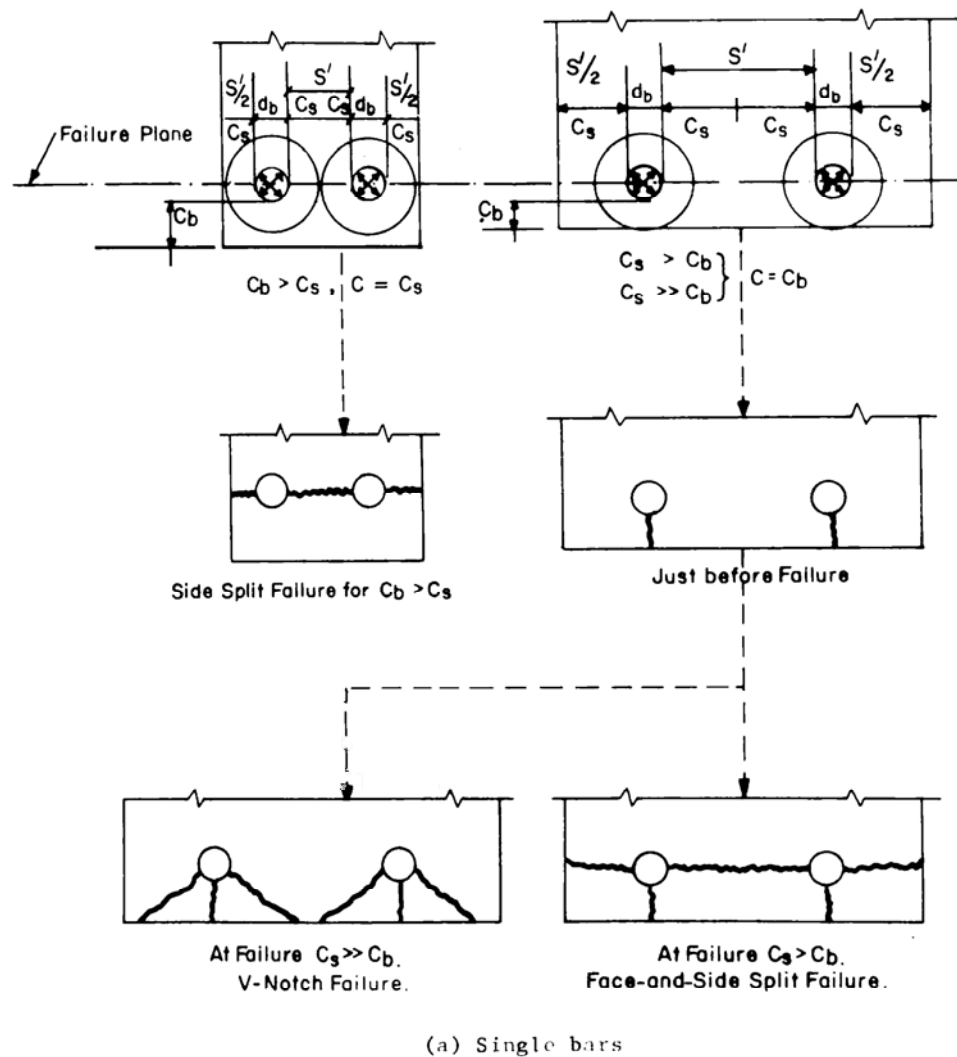 S' S'
S'/2 S'/2 S'/2 S'/2
d_b d_b d_b d_b
C_s C_s
Failure Plane C_s C_s C_s C_s C_s C_s
C_b C_b
C_b > C_s , C = C_s
C_s > C_b
C_s >> C_b } C = C_b
Side Split Failure for C_b > C_s
Just before Failure
At Failure C_s >> C_b.
V-Notch Failure.
At Failure C_s > C_b.
Face-and-Side Split Failure.
(a) Single bars